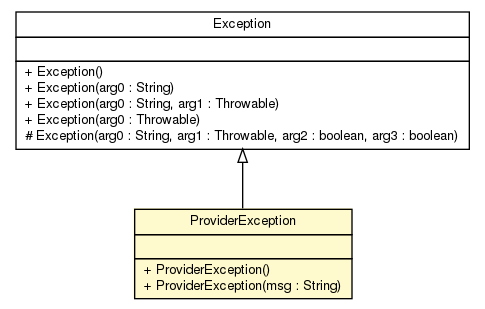 Exception
+ Exception()
+ Exception(arg0 : String)
+ Exception(arg0 : String, arg1 : Throwable)
+ Exception(arg0 : Throwable)
# Exception(arg0 : String, arg1 : Throwable, arg2 : boolean, arg3 : boolean)
ProviderException
+ ProviderException()
+ ProviderException(msg : String)